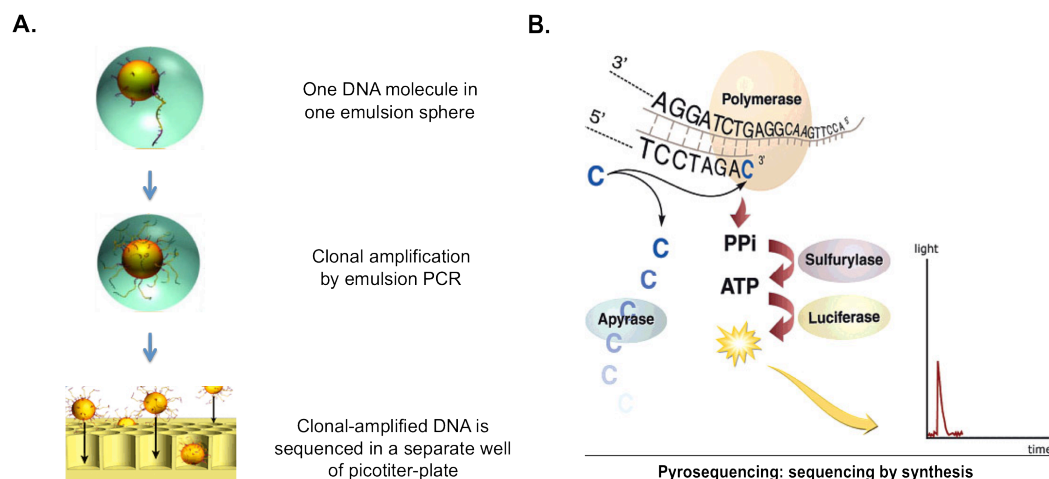 A.
One DNA molecule in
one emulsion sphere
Clonal amplification
by emulsion PCR
Clonal-amplified DNA is
sequenced in a separate well
of picotiter-plate
B.
3'
AGGATCTGAGGCAAGTTCCA 5'
Polymerase
5'
TCCTAGAC 3'
C
C
PPi
Sulfurylase
C
ATP
C
Apyrase
Luciferase
C
C
C
light
time
Pyrosequencing: sequencing by synthesis